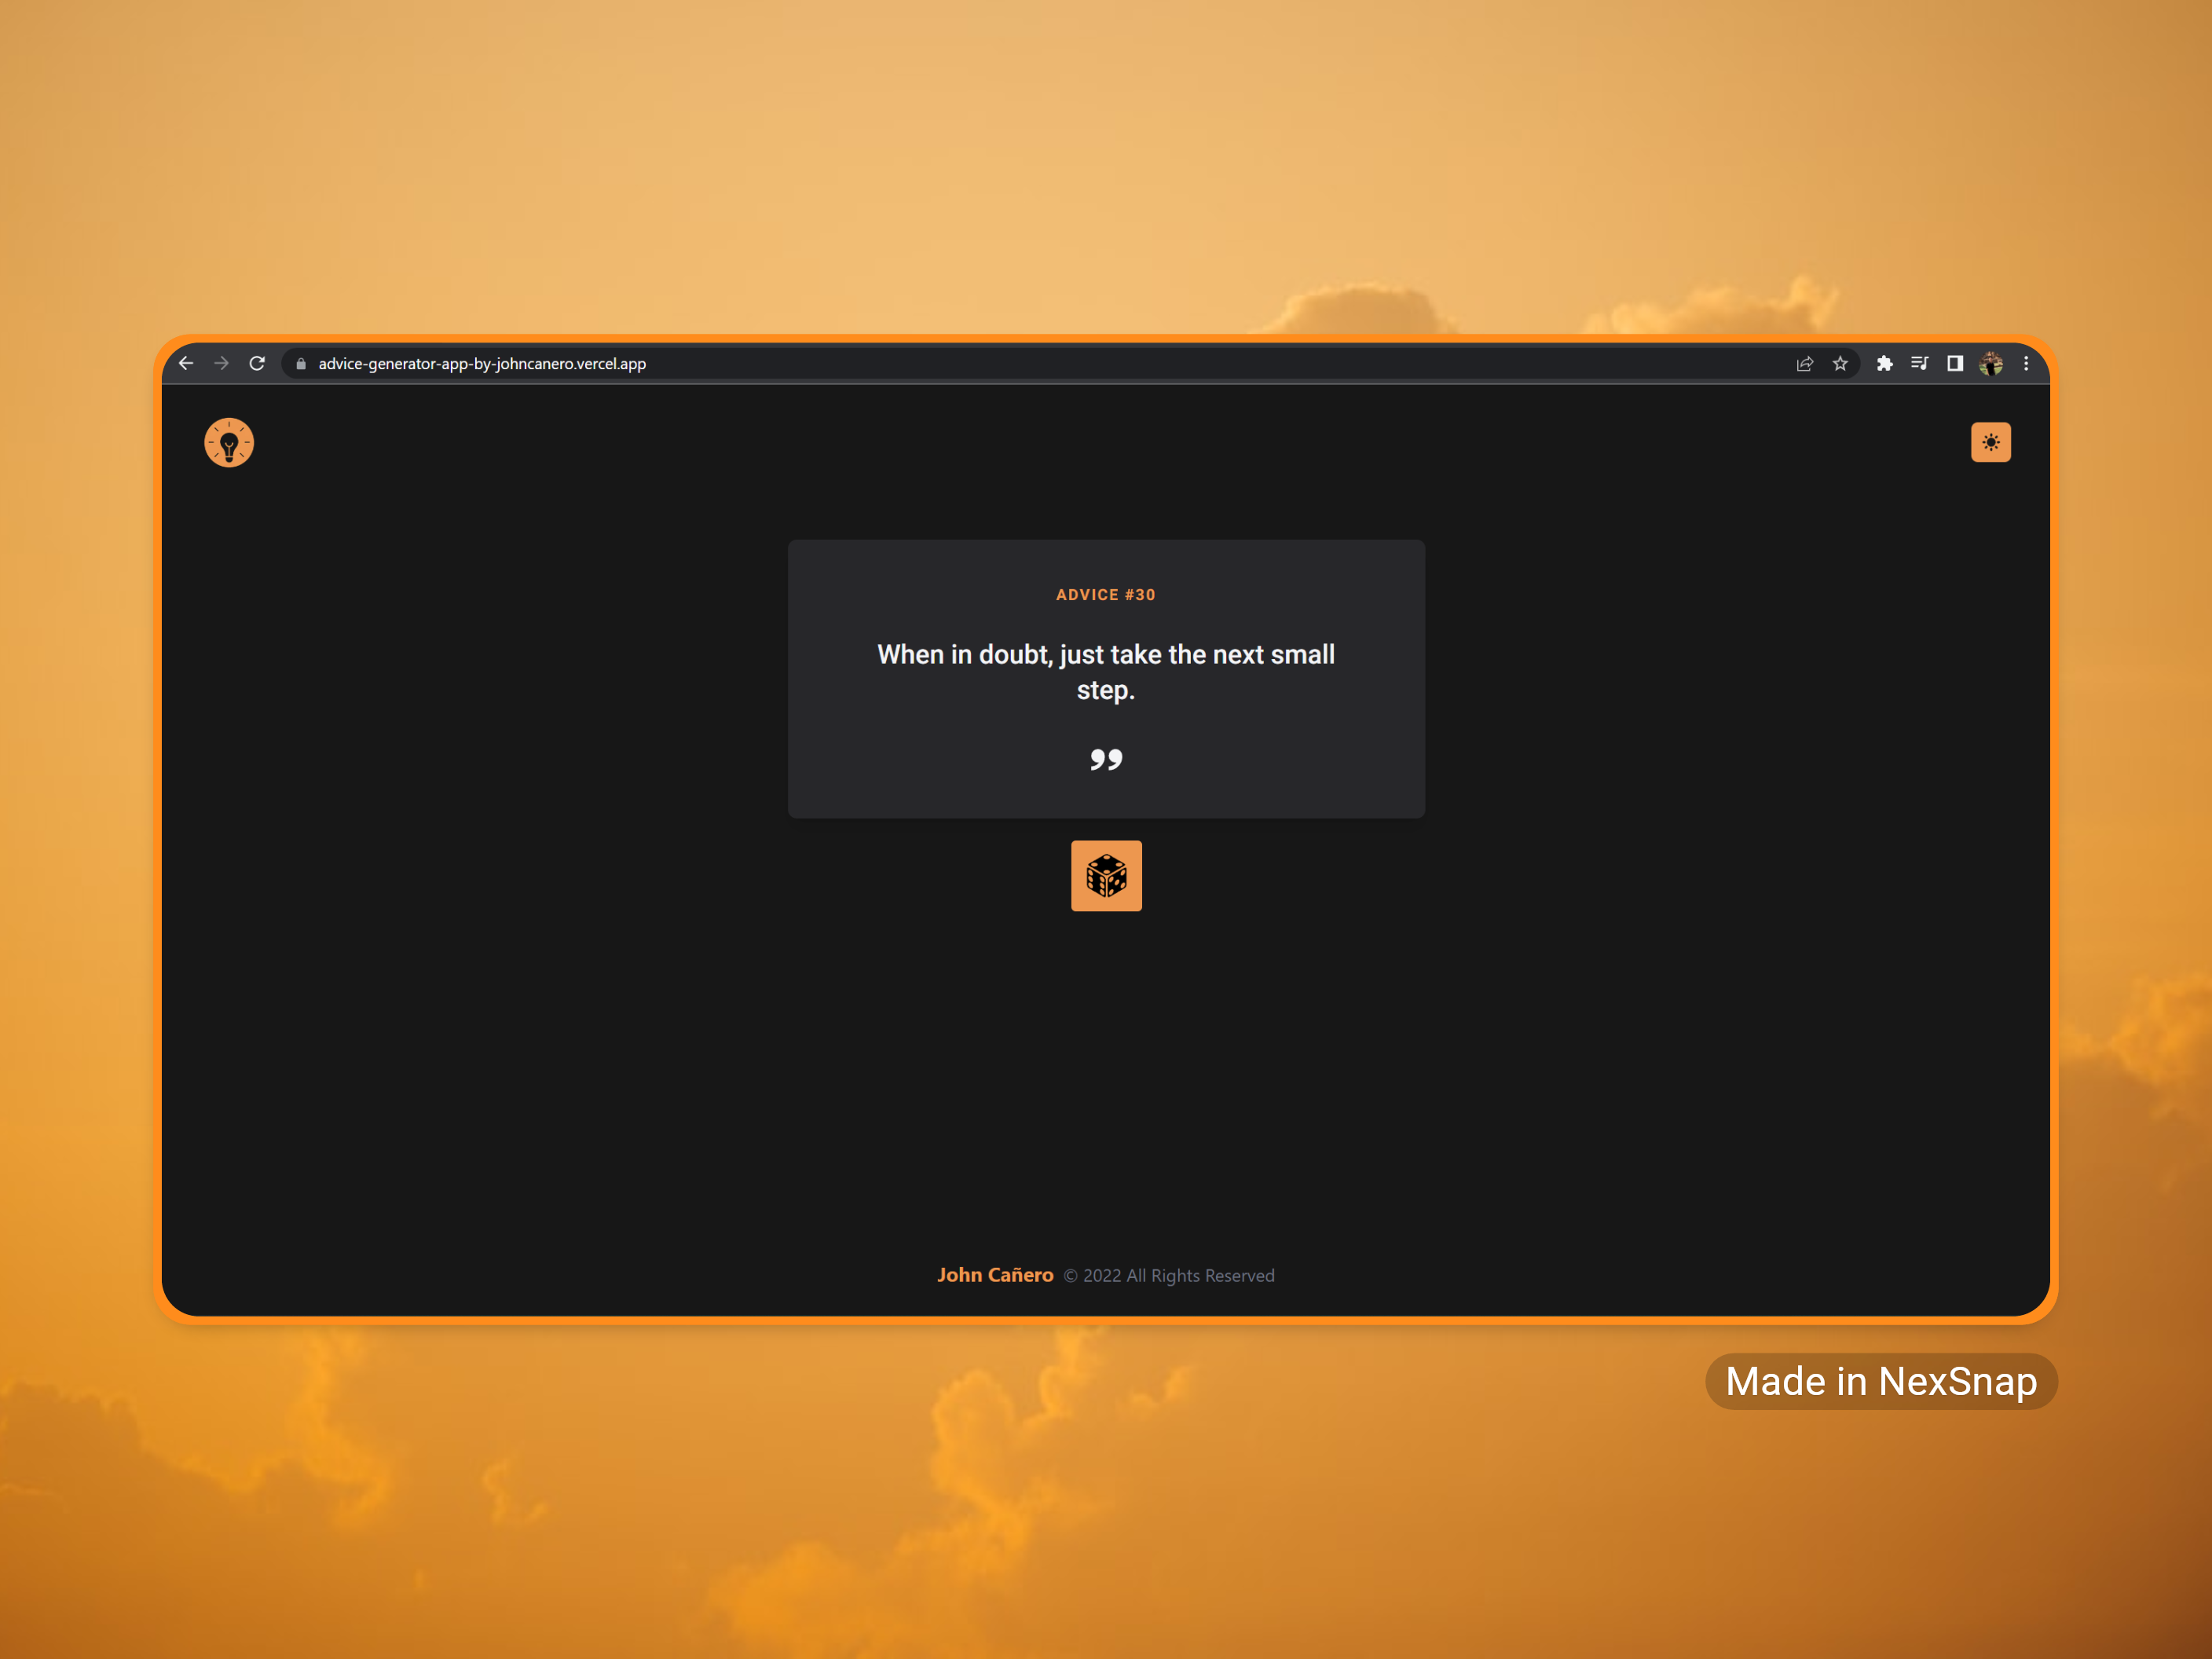 advice-generator-app-by-johncanero.vercel.app
ADVICE #30
When in doubt, just take the next small
step.
”
John Cañero © 2022 All Rights Reserved
Made in NexSnap